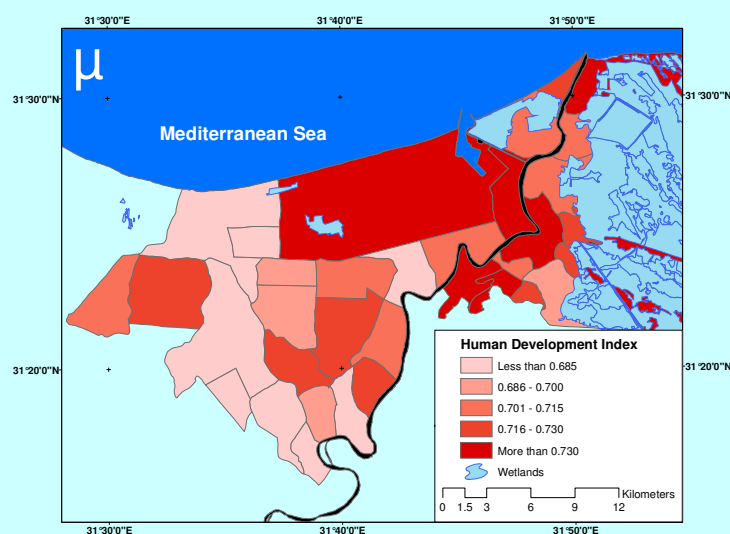 31°30'0"E 31°40'0"E 31°50'0"E
µ
31°30'0"N 31°30'0"N
Mediterranean Sea
31°20'0"N 31°20'0"N
Human Development Index
Less than 0.685
0.686 - 0.700
0.701 - 0.715
0.716 - 0.730
More than 0.730
Wetlands
Kilometers
0 1.5 3 6 9 12
31°30'0"E 31°40'0"E 31°50'0"E